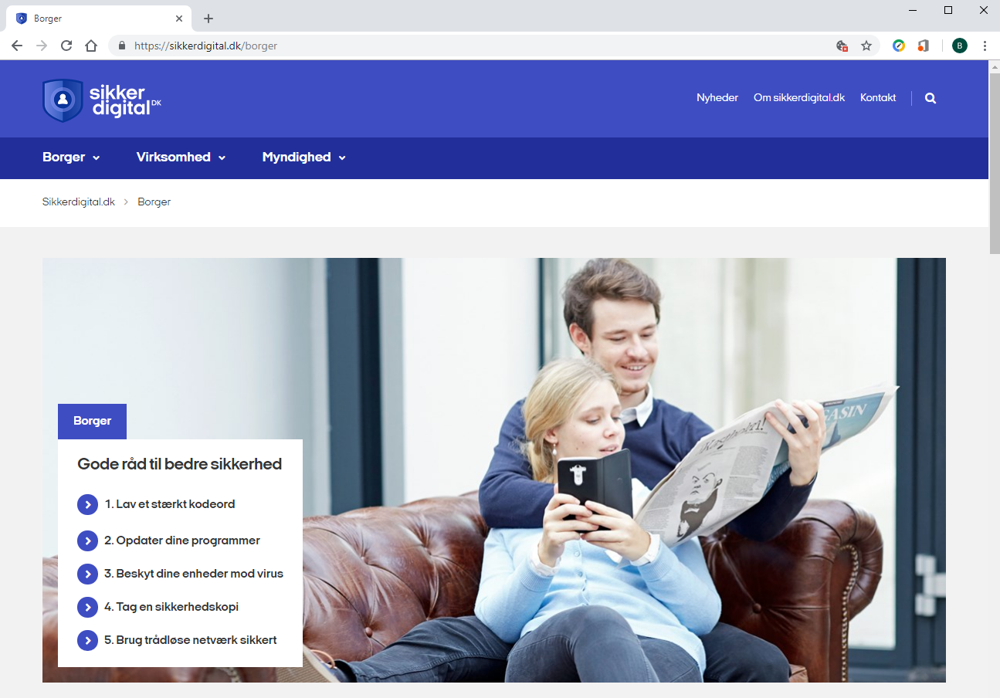 Borger
https://sikkerdigital.dk/borger
B
sikker
digital DK
Nyheder Om sikkerdigital.dk Kontakt
Borger Virksomhed Myndighed
Sikkerdigital.dk > Borger
GASIN
Borger
Gode råd til bedre sikkerhed
1. Lav et stærkt kodeord
2. Opdater dine programmer
3. Beskyt dine enheder mod virus
4. Tag en sikkerhedskopi
5. Brug trådløse netværk sikkert